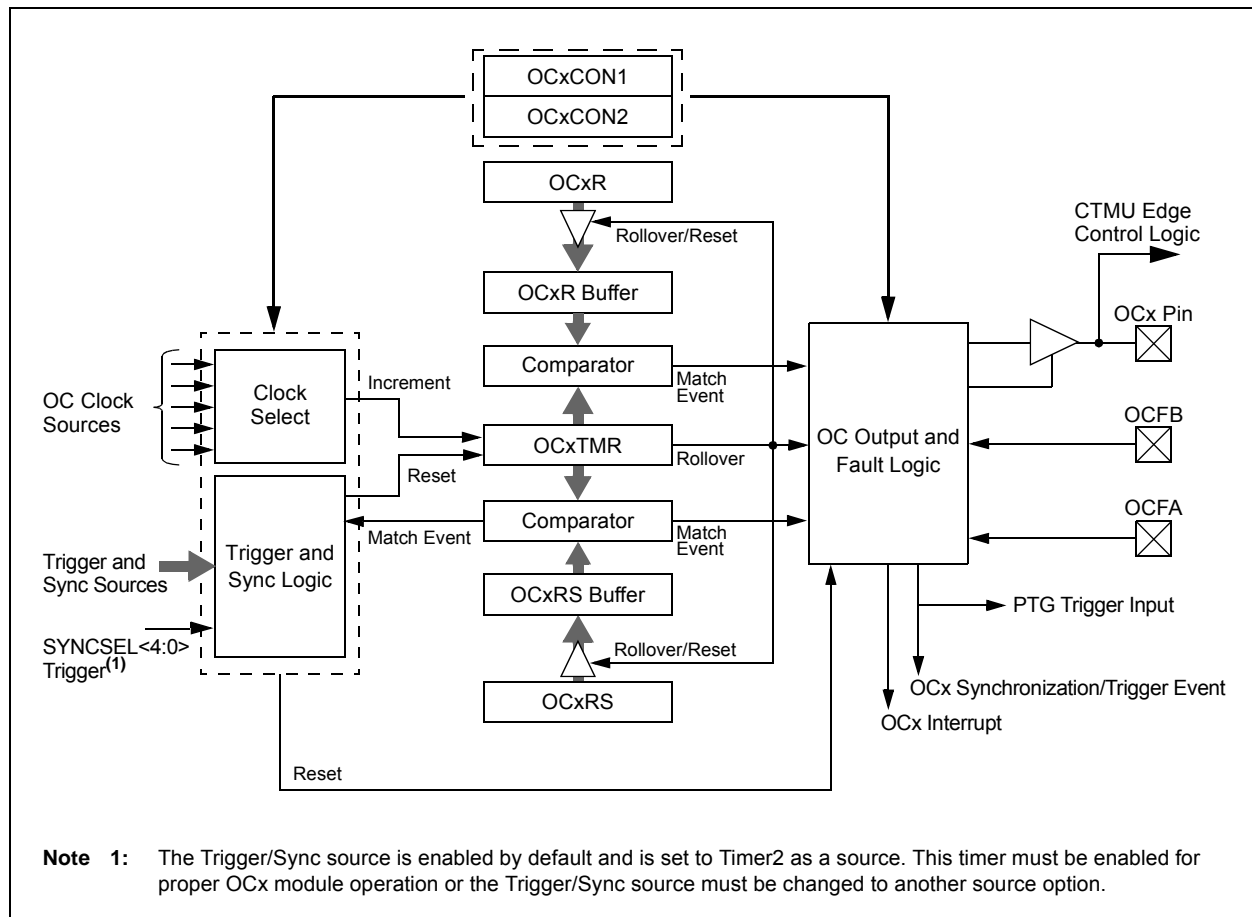 OCxCON1
OCxCON2
OCxR
Rollover/Reset
OCxR Buffer
CTMU Edge
Control Logic
OCx Pin
Clock
Select
OC Clock
Sources
Increment
Comparator
Match
Event
OCxTMR
Reset
Rollover
OC Output and
Fault Logic
OCFB
Trigger and
Sync Logic
Match Event
Comparator
Match
Event
OCFA
Trigger and
Sync Sources
OCxRS Buffer
PTG Trigger Input
SYNCSEL<4:0>
Trigger(1)
Rollover/Reset
OCxRS
OCx Synchronization/Trigger Event
OCx Interrupt
Reset
Note 1: The Trigger/Sync source is enabled by default and is set to Timer2 as a source. This timer must be enabled for
proper OCx module operation or the Trigger/Sync source must be changed to another source option.